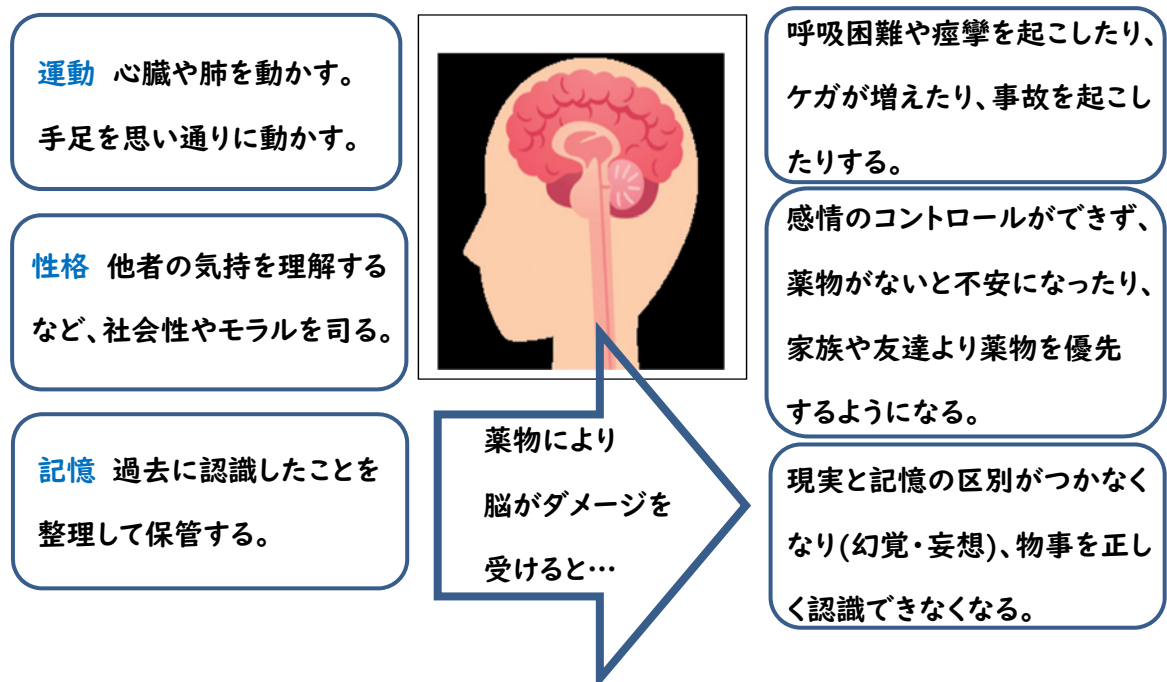 運動 心臓や肺を動かす。
手足を思い通りに動かす。
性格 他者の気持を理解する
など、社会性やモラルを司る。
記憶 過去に認識したことを
整理して保管する。
薬物により
脳がダメージを
受けると…
呼吸困難や痙攣を起こしたり、
ケガが増えたり、事故を起こし
たりする。
感情のコントロールができず、
薬物がないと不安になったり、
家族や友達より薬物を優先
するようになる。
現実と記憶の区別がつかなく
なり(幻覚・妄想)、物事を正し
く認識できなくなる。